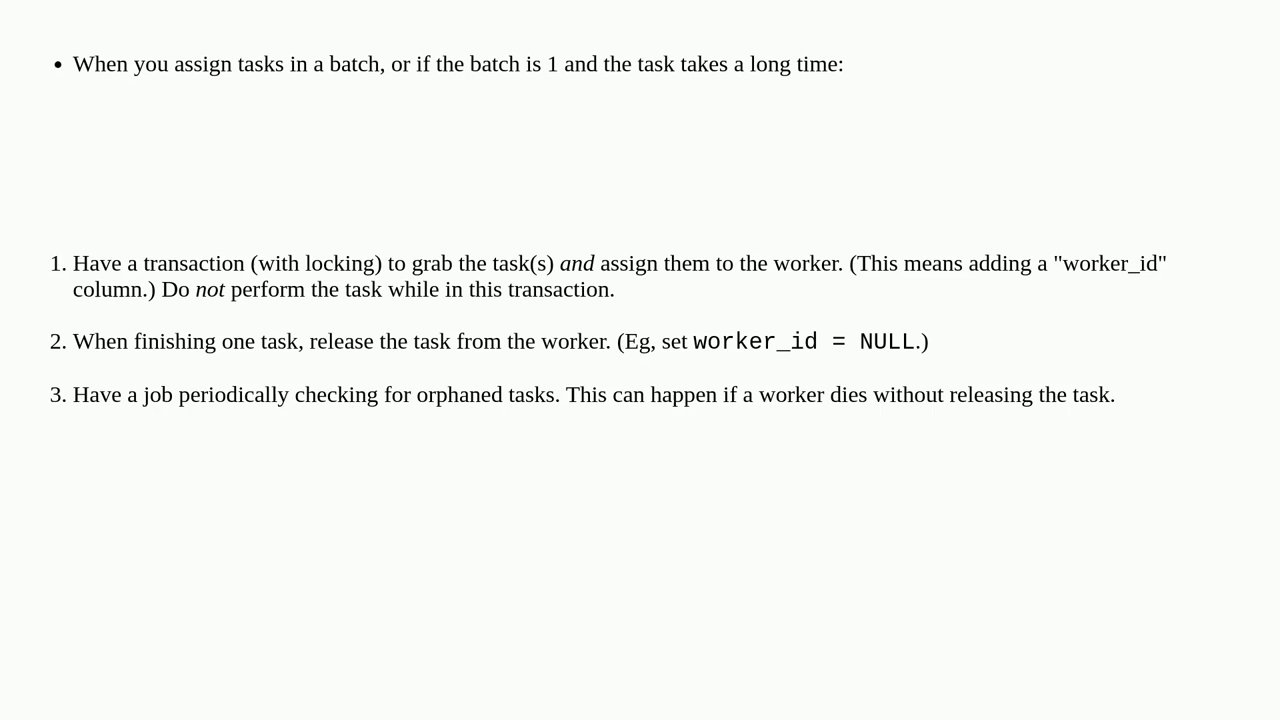 • When you assign tasks in a batch, or if the batch is 1 and the task takes a long time:
1. Have a transaction (with locking) to grab the task(s) and assign them to the worker. (This means adding a "worker_id"
column.) Do not perform the task while in this transaction.
2. When finishing one task, release the task from the worker. (Eg, set worker_id = NULL.)
3. Have a job periodically checking for orphaned tasks. This can happen if a worker dies without releasing the task.